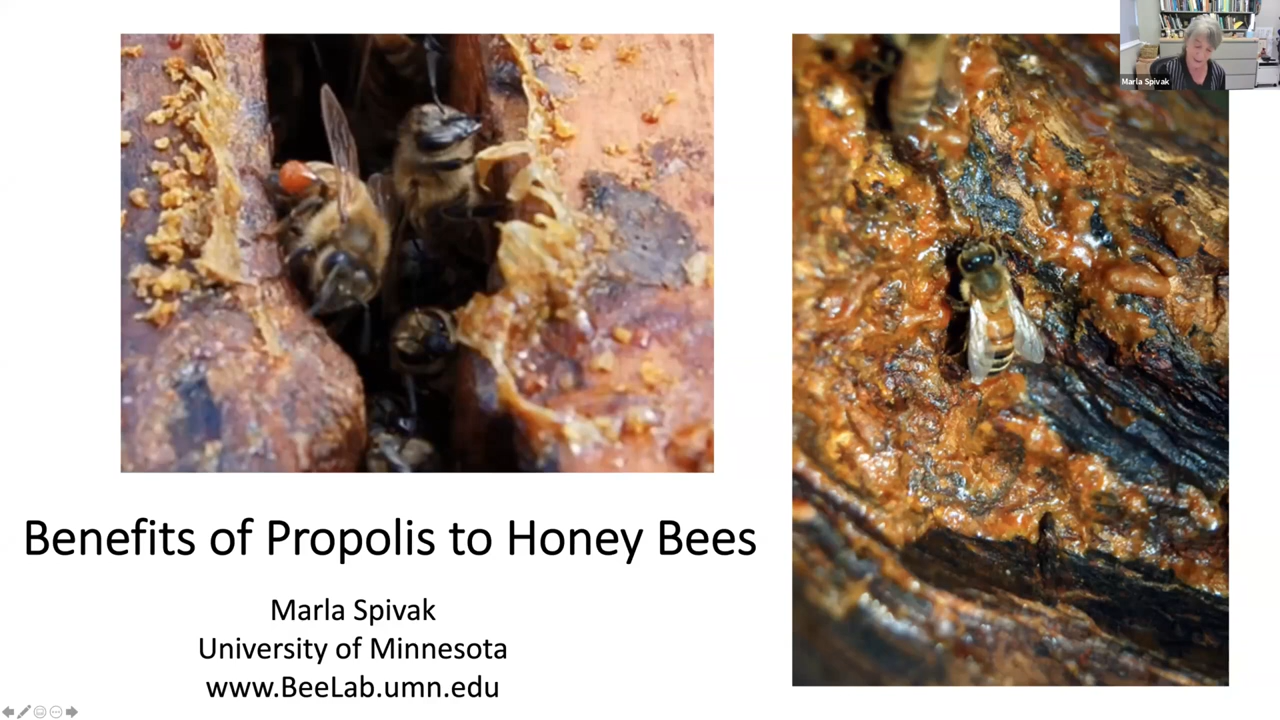 Marla Spivak
Benefits of Propolis to Honey Bees
Marla Spivak
University of Minnesota
www.BeeLab.umn.edu